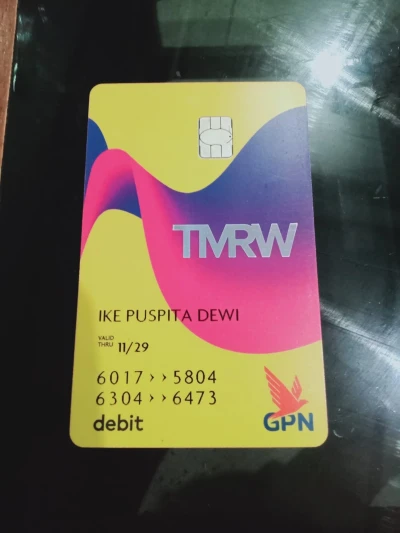 TMRW
IKE PUSPITA DEWI
VALID
THRU 11/29
6017››5804
6304››6473
debit
GPN